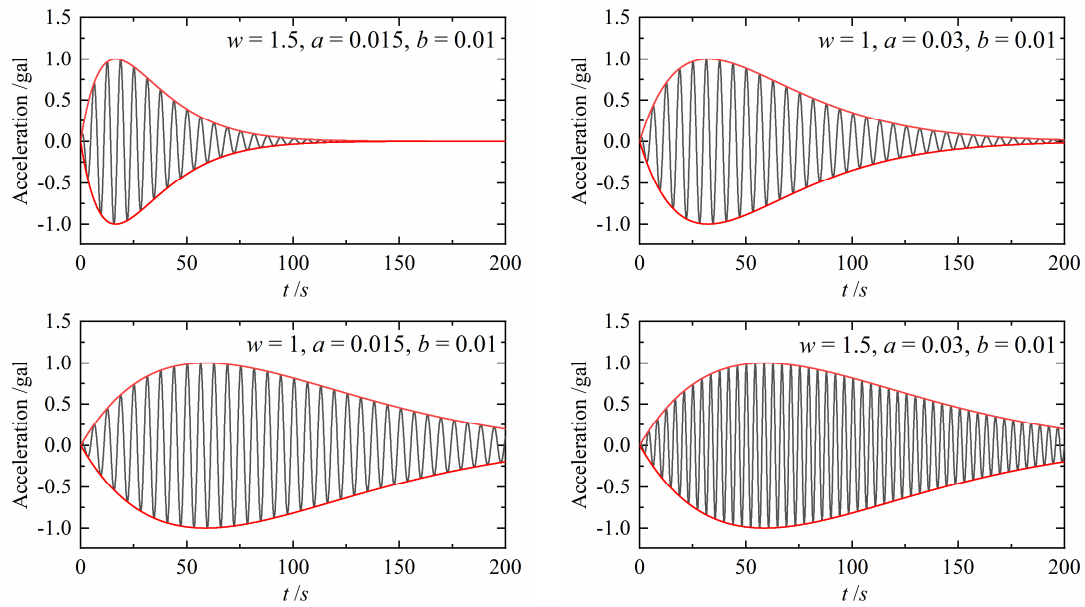 1.5
w = 1.5, a = 0.015, b = 0.01
1.0
0.5
0.0
-0.5
-1.0
Acceleration /gal
0 50 100 150 200
t /s
1.5
w = 1, a = 0.03, b = 0.01
1.0
0.5
0.0
-0.5
-1.0
Acceleration /gal
0 50 100 150 200
t /s
1.5
w = 1, a = 0.015, b = 0.01
1.0
0.5
0.0
-0.5
-1.0
Acceleration /gal
0 50 100 150 200
t /s
1.5
w = 1.5, a = 0.03, b = 0.01
1.0
0.5
0.0
-0.5
-1.0
Acceleration /gal
0 50 100 150 200
t /s